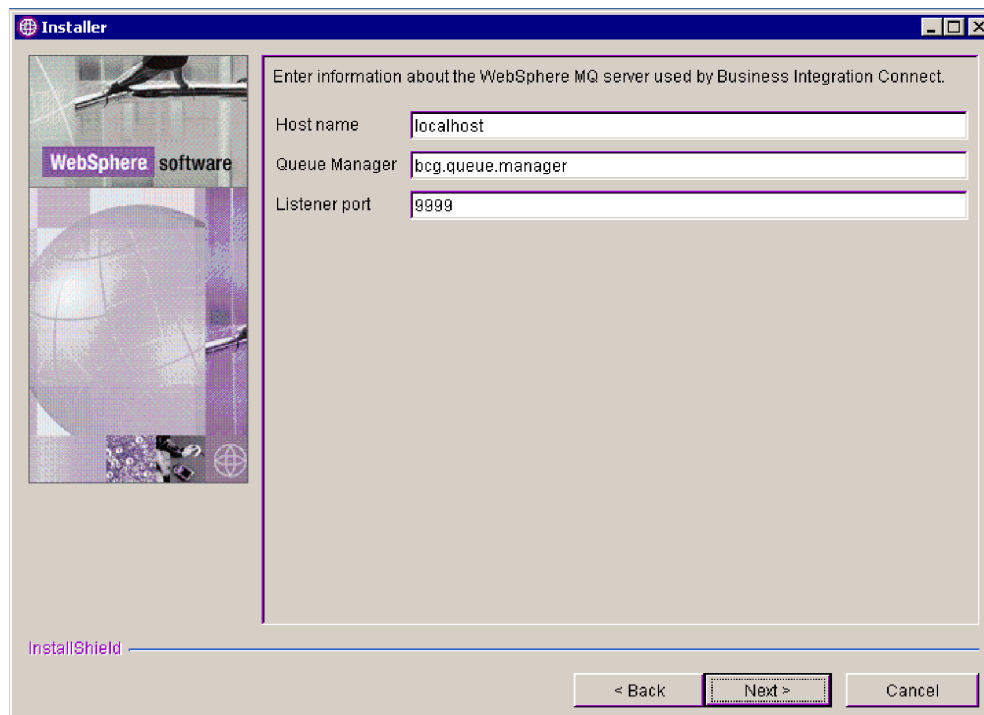 Installer
WebSphere software
Enter information about the WebSphere MQ server used by Business Integration Connect.
Host name localhost
Queue Manager bcg.queue.manager
Listener port 9999
InstallShield
< Back Next > Cancel